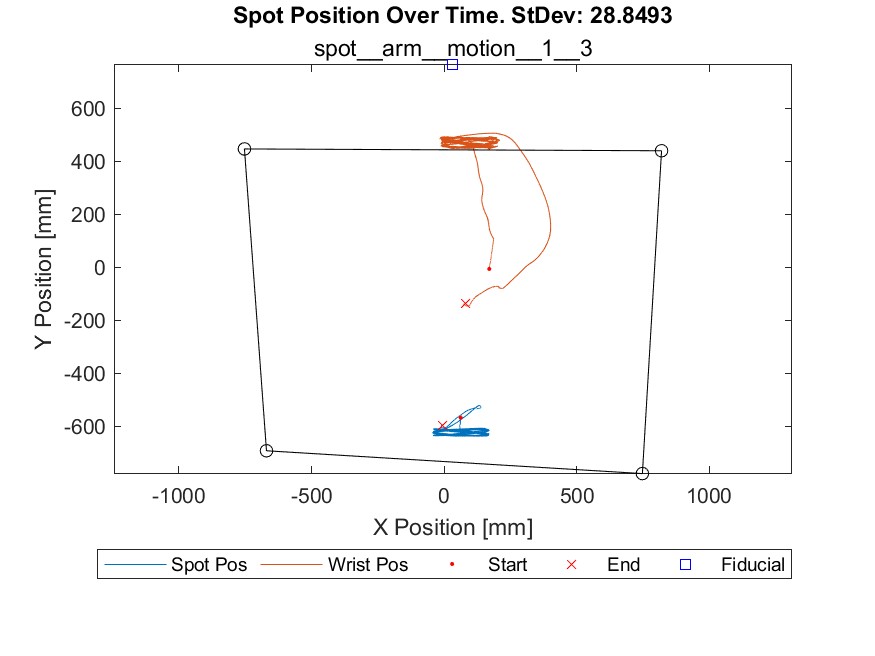 Spot Position Over Time. StDev: 28.8493
spot__arm__motion__1__3
600
400
200
0
-200
-400
-600
Y Position [mm]
-1000 -500 0 500 1000
X Position [mm]
Spot Pos Wrist Pos Start End Fiducial